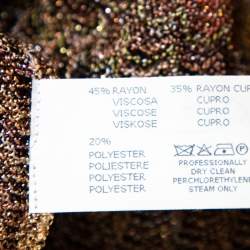 45% RAYON
VISCOSA
VISCOSE
VISKOSE
35% RAYON CUP
CUPRO
CUPRO
CUPRO
20%
POLYESTER
POLIESTERE
POLYESTER
POLYESTER
PROFESSIONALLY
DRY CLEAN
PERCHLORETHYLENE
STEAM ONLY